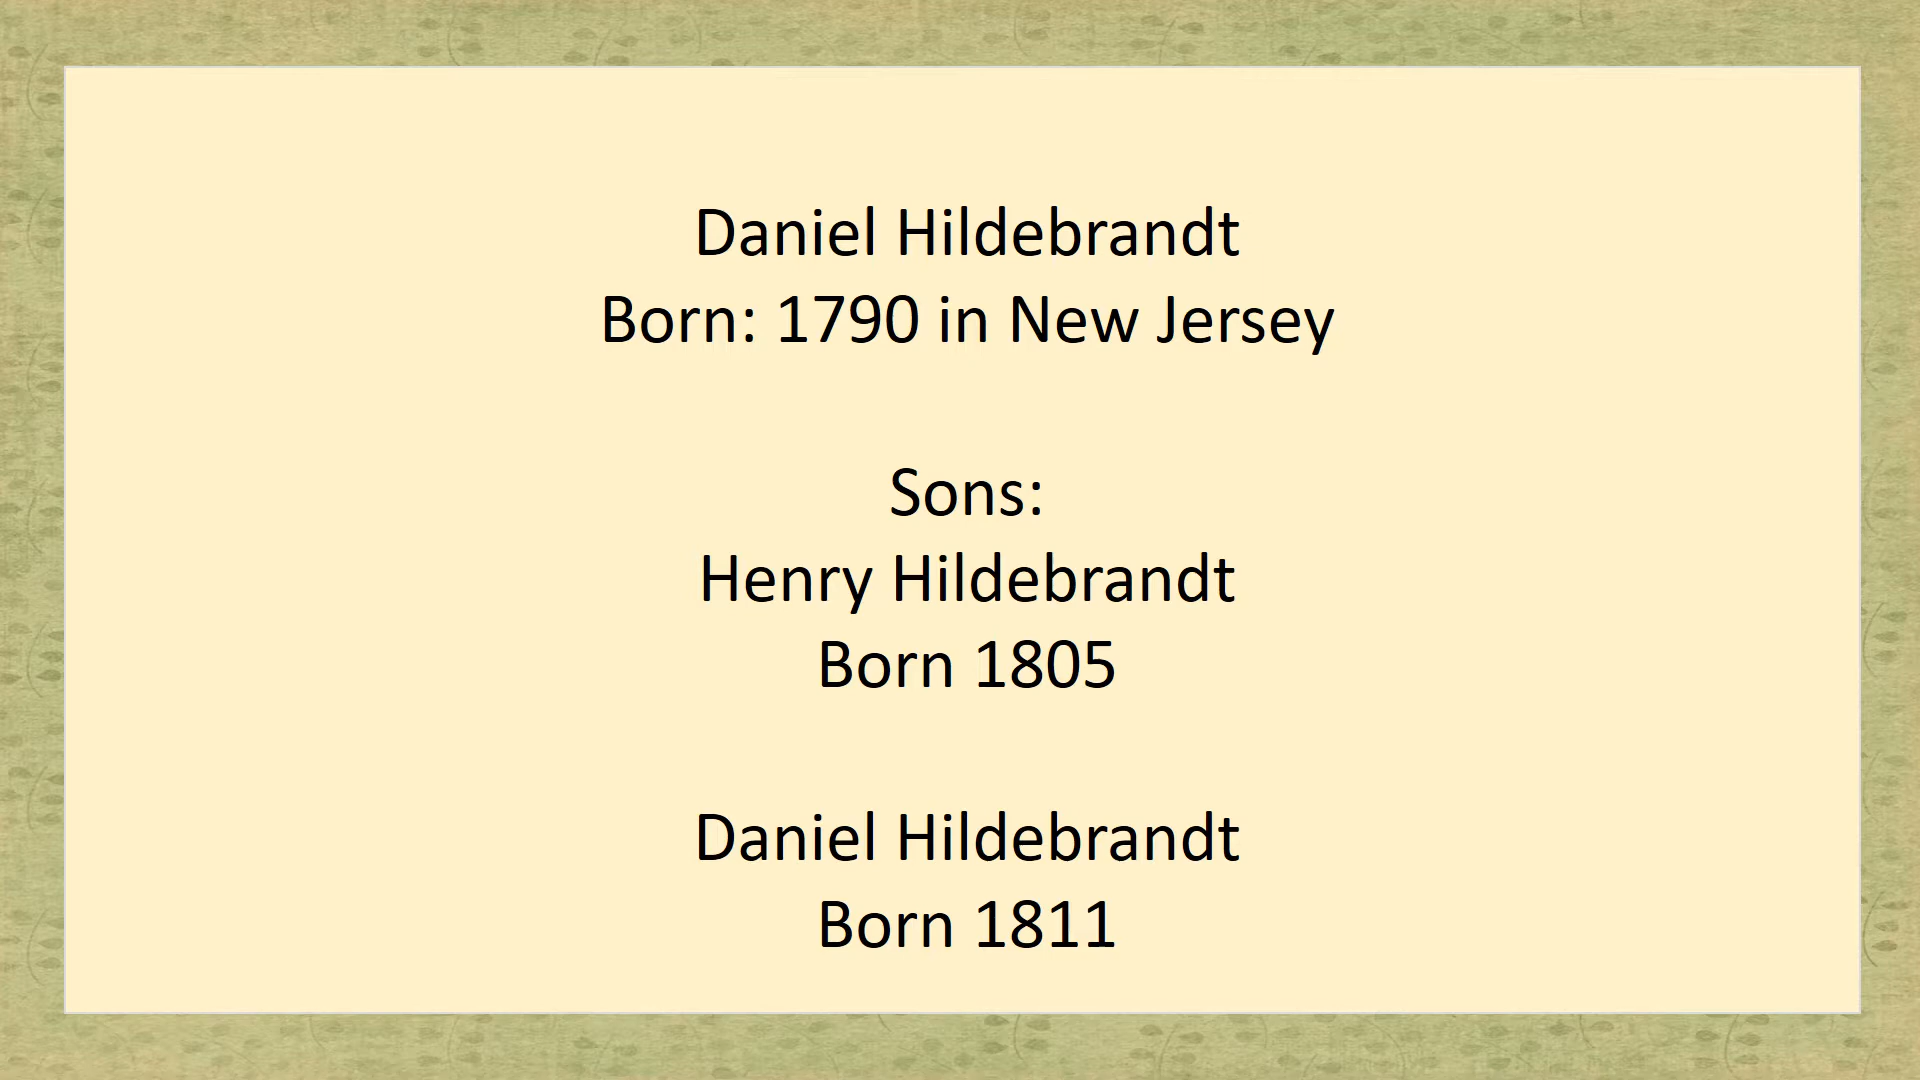 Daniel Hildebrandt
Born: 1790 in New Jersey
Sons:
Henry Hildebrandt
Born 1805
Daniel Hildebrandt
Born 1811